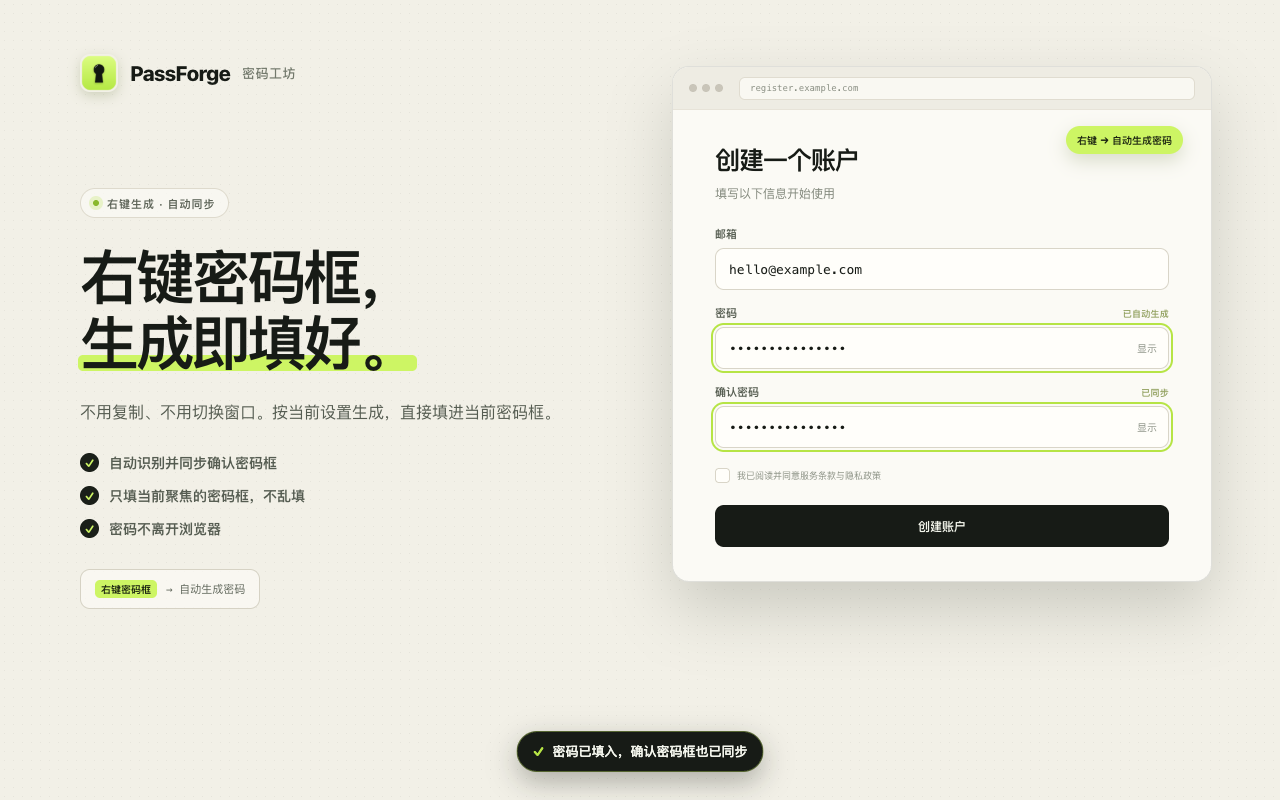 PassForge 密码工坊
右键生成 · 自动同步
右键密码框，
生成即填好。
不用复制、不用切换窗口。按当前设置生成，直接填进当前密码框。
自动识别并同步确认密码框
只填当前聚焦的密码框，不乱填
密码不离开浏览器
右键密码框 → 自动生成密码
register.example.com
右键 → 自动生成密码
创建一个账户
填写以下信息开始使用
邮箱
hello@example.com
密码 已自动生成
••••••••••••••• 显示
确认密码 已同步
••••••••••••••• 显示
我已阅读并同意服务条款与隐私政策
创建账户
密码已填入，确认密码框也已同步